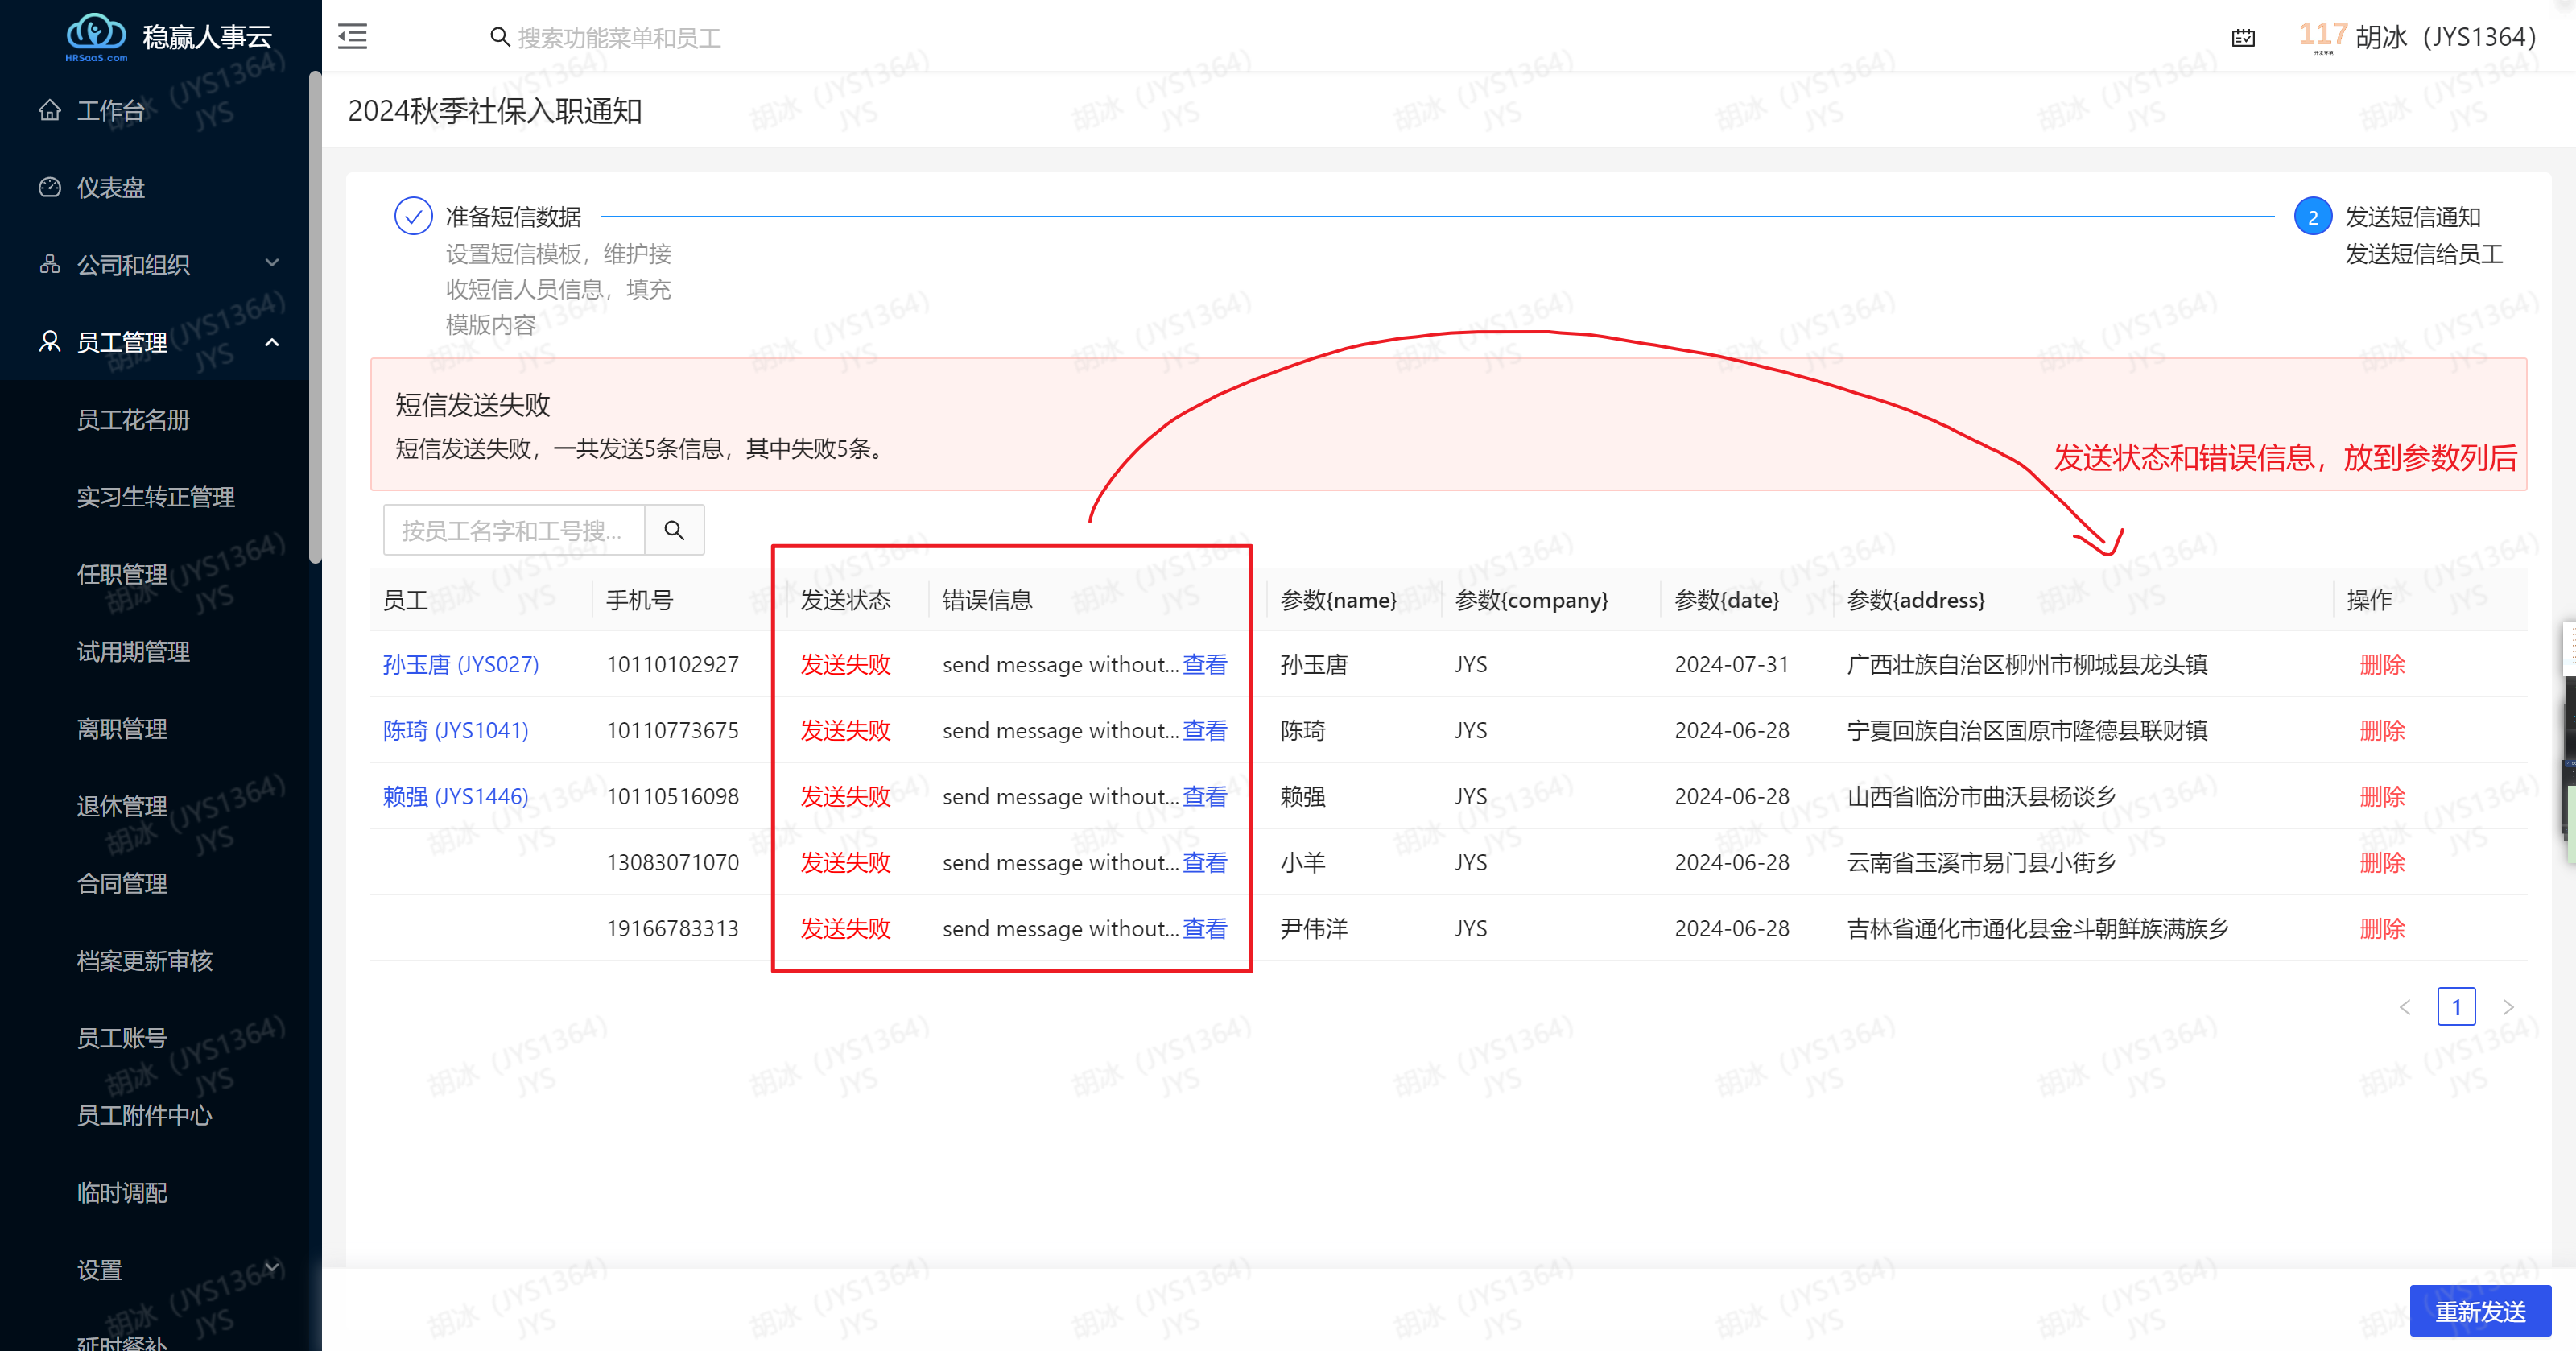 稳赢人事云
HRSaaS.com
搜索功能菜单和员工
117
胡冰（JYS1364）
工作台
仪表盘
公司和组织
员工管理
员工花名册
实习生转正管理
任职管理
试用期管理
离职管理
退休管理
合同管理
档案更新审核
员工账号
员工附件中心
临时调配
设置
延时餐补
2024秋季社保入职通知
准备短信数据
设置短信模板，维护接
收短信人员信息，填充
模版内容
2
发送短信通知
发送短信给员工
短信发送失败
短信发送失败，一共发送5条信息，其中失败5条。
发送状态和错误信息，放到参数列后
按员工名字和工号搜...
员工 手机号 发送状态 错误信息 参数{name} 参数{company} 参数{date} 参数{address} 操作
孙玉唐 (JYS027) 10110102927 发送失败 send message without... 查看 孙玉唐 JYS 2024-07-31 广西壮族自治区柳州市柳城县龙头镇 删除
陈琦 (JYS1041) 10110773675 发送失败 send message without... 查看 陈琦 JYS 2024-06-28 宁夏回族自治区固原市隆德县联财镇 删除
赖强 (JYS1446) 10110516098 发送失败 send message without... 查看 赖强 JYS 2024-06-28 山西省临汾市曲沃县杨谈乡 删除
13083071070 发送失败 send message without... 查看 小羊 JYS 2024-06-28 云南省玉溪市易门县小街乡 删除
19166783313 发送失败 send message without... 查看 尹伟洋 JYS 2024-06-28 吉林省通化市通化县金斗朝鲜族满族乡 删除
1
重新发送
胡冰（JYS1364）
JYS